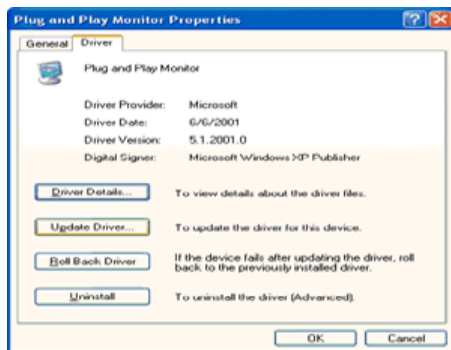 Plug and Play Monitor Properties
General Driver
Plug and Play Monitor
Driver Provider: Microsoft
Driver Date: 6/6/2001
Driver Version: 5.1.2001.0
Digital Signer: Microsoft Windows XP Publisher
Driver Details... To view details about the driver files.
Update Driver... To update the driver for this device.
Roll Back Driver If the device fails after updating the driver, roll
back to the previously installed driver.
Uninstall To uninstall the driver (Advanced).
OK Cancel